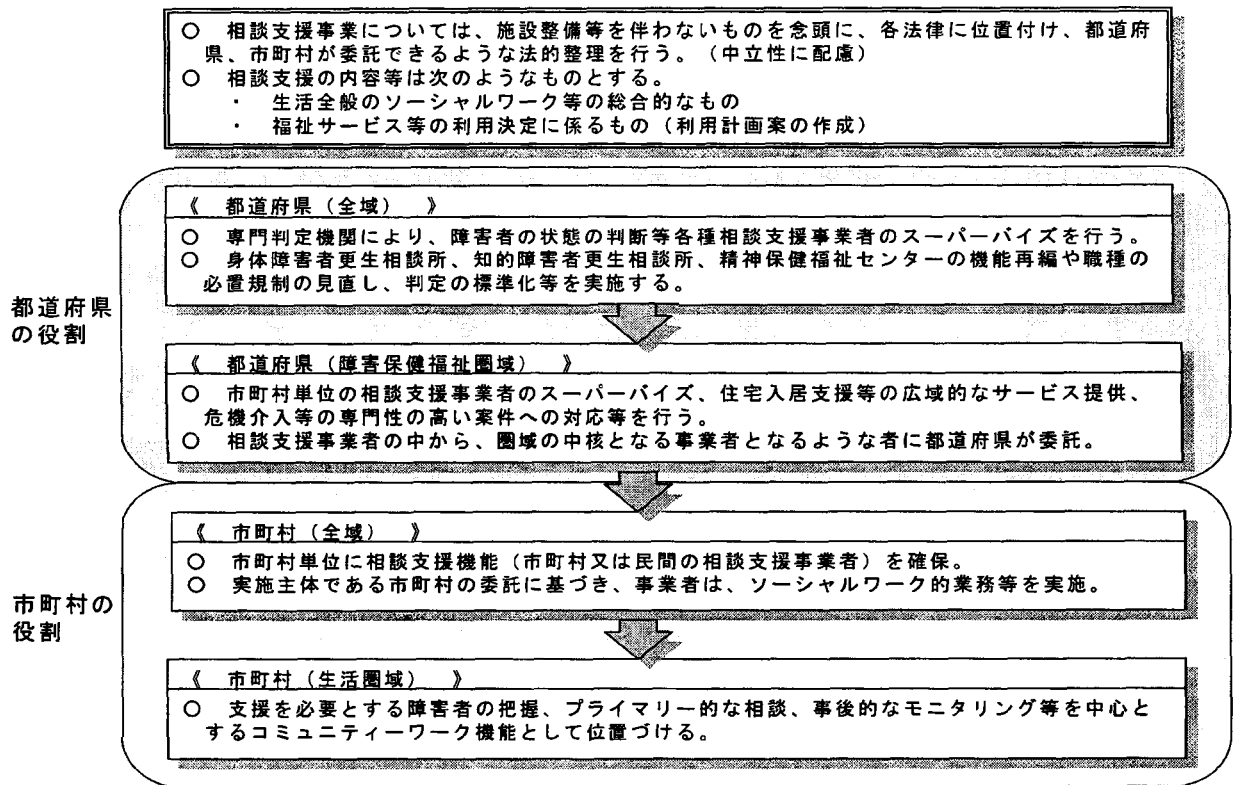 ○　相談支援事業については、施設整備等を伴わないものを念頭に、各法律に位置付け、都道府
県、市町村が委託できるような法的整理を行う。（中立性に配慮）
○　相談支援の内容等は次のようなものとする。
・　生活全般のソーシャルワーク等の総合的なもの
・　福祉サービス等の利用決定に係るもの（利用計画案の作成）
都道府県
の役割
《　都道府県（全域）　》
○　専門判定機関により、障害者の状態の判断等各種相談支援事業者のスーパーバイズを行う。
○　身体障害者更生相談所、知的障害者更生相談所、精神保健福祉センターの機能再編や職種の
必置規制の見直し、判定の標準化等を実施する。
《　都道府県（障害保健福祉圏域）　》
○　市町村単位の相談支援事業者のスーパーバイズ、住宅入居支援等の広域的なサービス提供、
危機介入等の専門性の高い案件への対応等を行う。
○　相談支援事業者の中から、圏域の中核となる事業者となるような者に都道府県が委託。
市町村の
役割
《　市町村（全域）　》
○　市町村単位に相談支援機能（市町村又は民間の相談支援事業者）を確保。
○　実施主体である市町村の委託に基づき、事業者は、ソーシャルワーク的業務等を実施。
《　市町村（生活圏域）　》
○　支援を必要とする障害者の把握、プライマリー的な相談、事後的なモニタリング等を中心と
するコミュニティーワーク機能として位置づける。